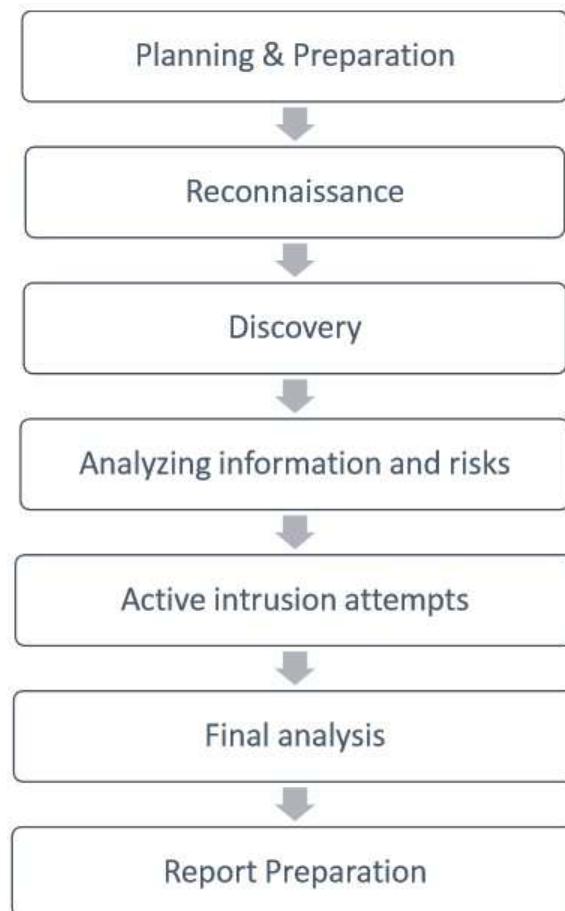 Planning & Preparation
Reconnaissance
Discovery
Analyzing information and risks
Active intrusion attempts
Final analysis
Report Preparation